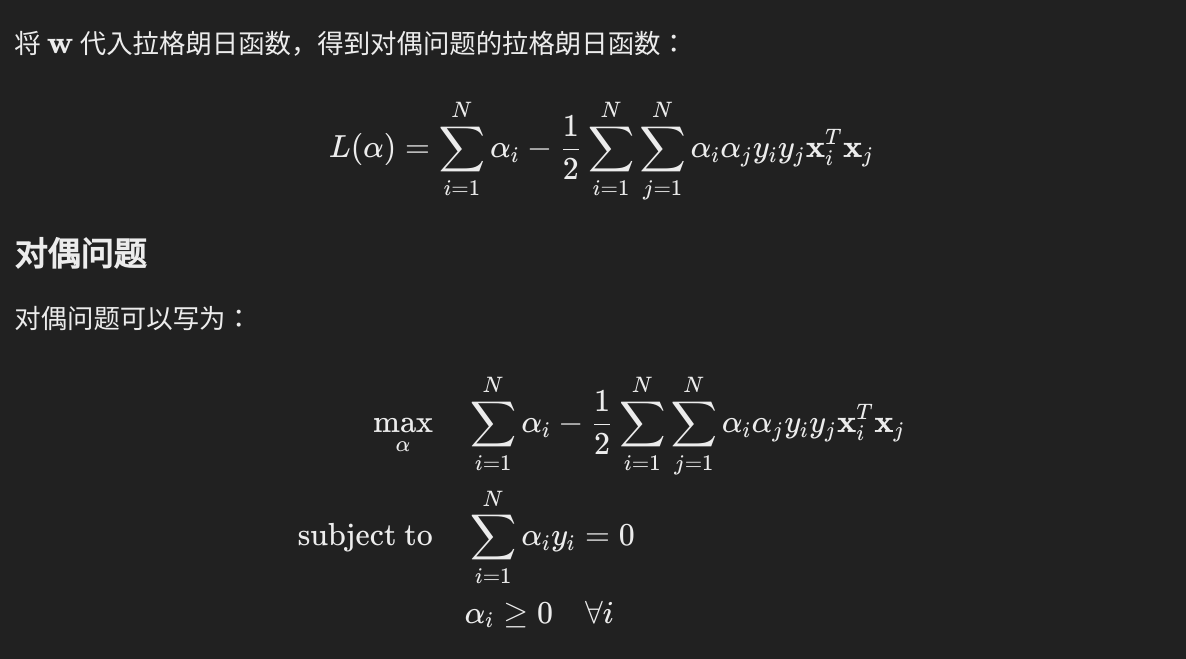 将 w 代入拉格朗日函数，得到对偶问题的拉格朗日函数：
$L(\alpha) = \sum_{i=1}^{N} \alpha_i - \frac{1}{2} \sum_{i=1}^{N} \sum_{j=1}^{N} \alpha_i \alpha_j y_i y_j \mathbf{x}_i^T \mathbf{x}_j$
对偶问题
对偶问题可以写为：
$\max_{\alpha} \quad \sum_{i=1}^{N} \alpha_i - \frac{1}{2} \sum_{i=1}^{N} \sum_{j=1}^{N} \alpha_i \alpha_j y_i y_j \mathbf{x}_i^T \mathbf{x}_j$
$\text{subject to} \quad \sum_{i=1}^{N} \alpha_i y_i = 0$
$\alpha_i \geq 0 \quad \forall i$